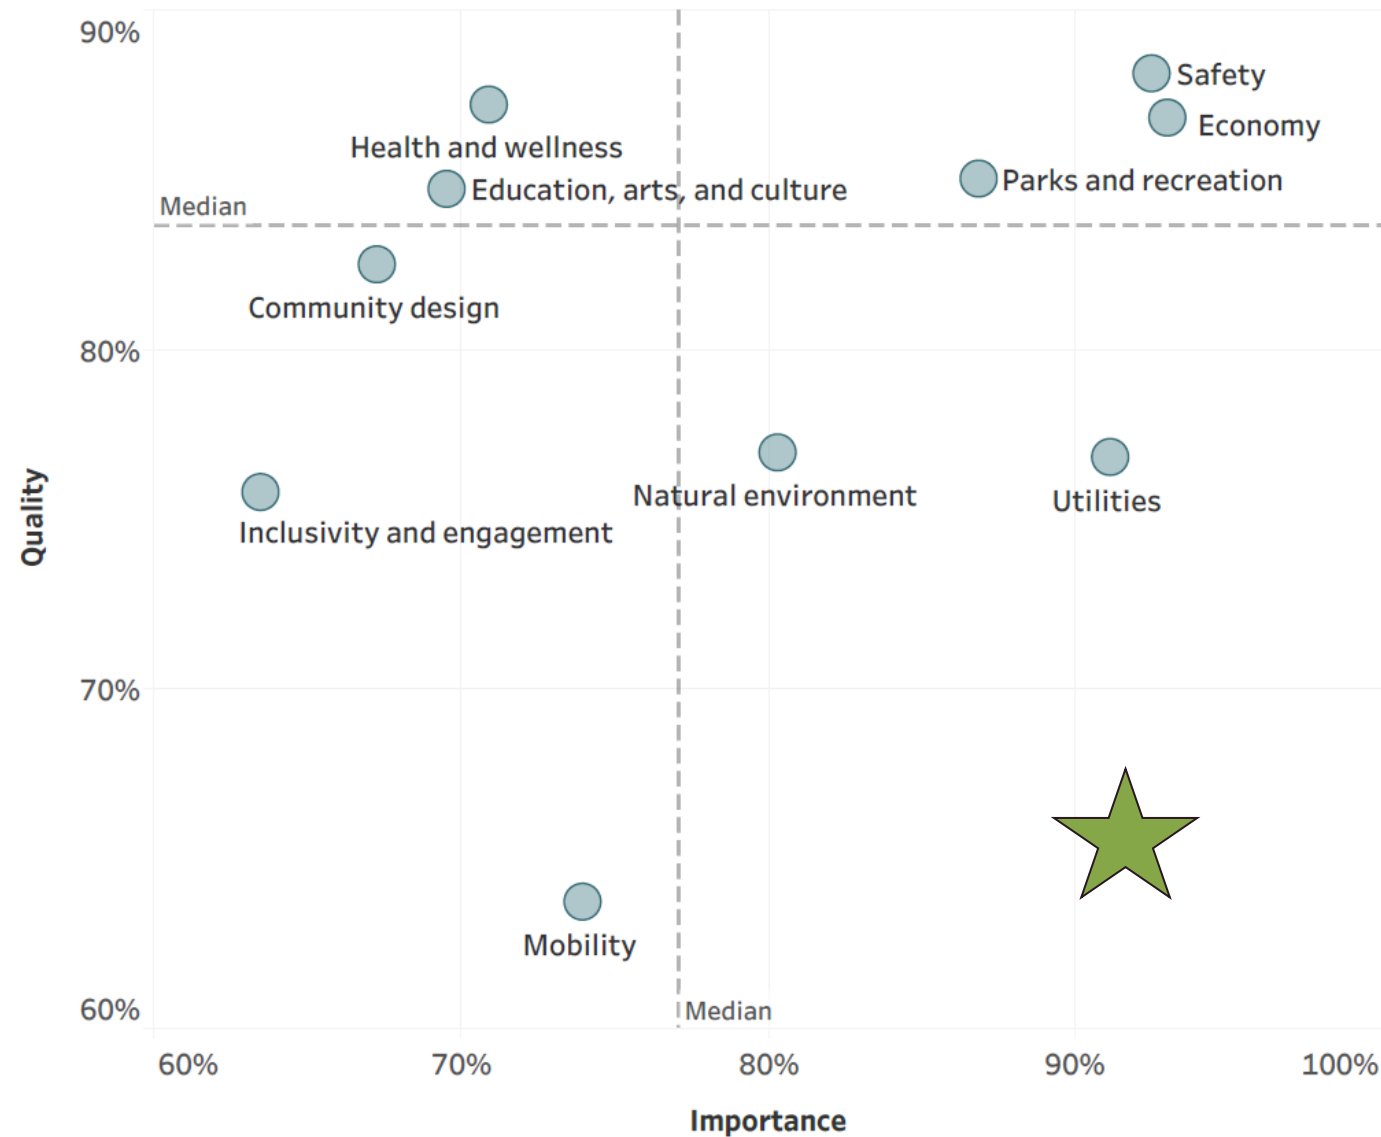 90%
Safety
Economy
Health and wellness
Parks and recreation
Education, arts, and culture
Median
Community design
80%
Natural environment
Utilities
Inclusivity and engagement
Quality
70%
Mobility
60%
Median
60%
70%
80%
90%
100%
Importance